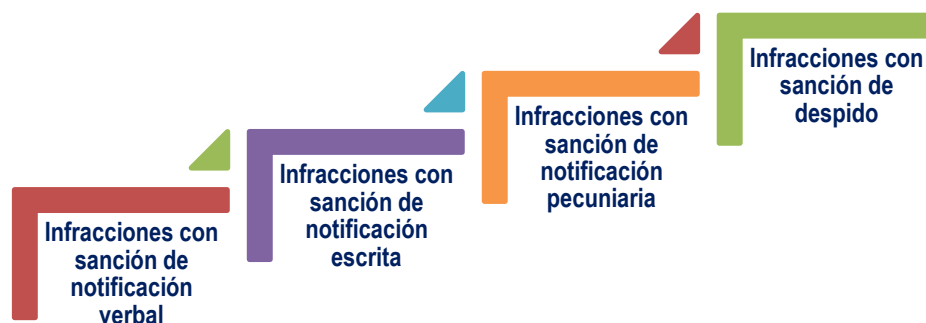 Infracciones con
sanción de
notificación
verbal
Infracciones con
sanción de
notificación
escrita
Infracciones con
sanción de
notificación
pecuniaria
Infracciones con
sanción de
despido